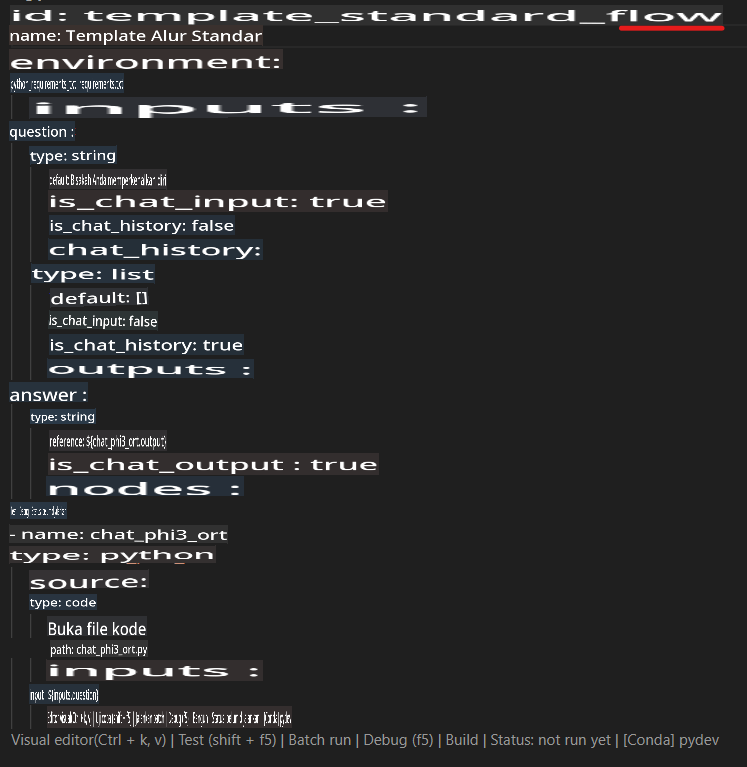 id: template_standard_flow
name: Template Alur Standar
environment:
python_requirements_txt: requirements.txt
inputs :
question :
type: string
default: Bisakah Anda memperkenalkan diri
is_chat_input: true
is_chat_history: false
chat_history:
type: list
default: []
is_chat_input: false
is_chat_history: true
outputs :
answer :
type: string
reference: ${chat_phi3_ort.output}
is_chat_output : true
nodes :
- name: chat_phi3_ort
type: python
source:
type: code
Buka file kode
path: chat_phi3_ort.py
inputs :
input: ${inputs.question}
Visual editor(Ctrl + k, v) | Test (shift + f5) | Batch run | Debug (f5) | Build | Status: not run yet | [Conda] pydev